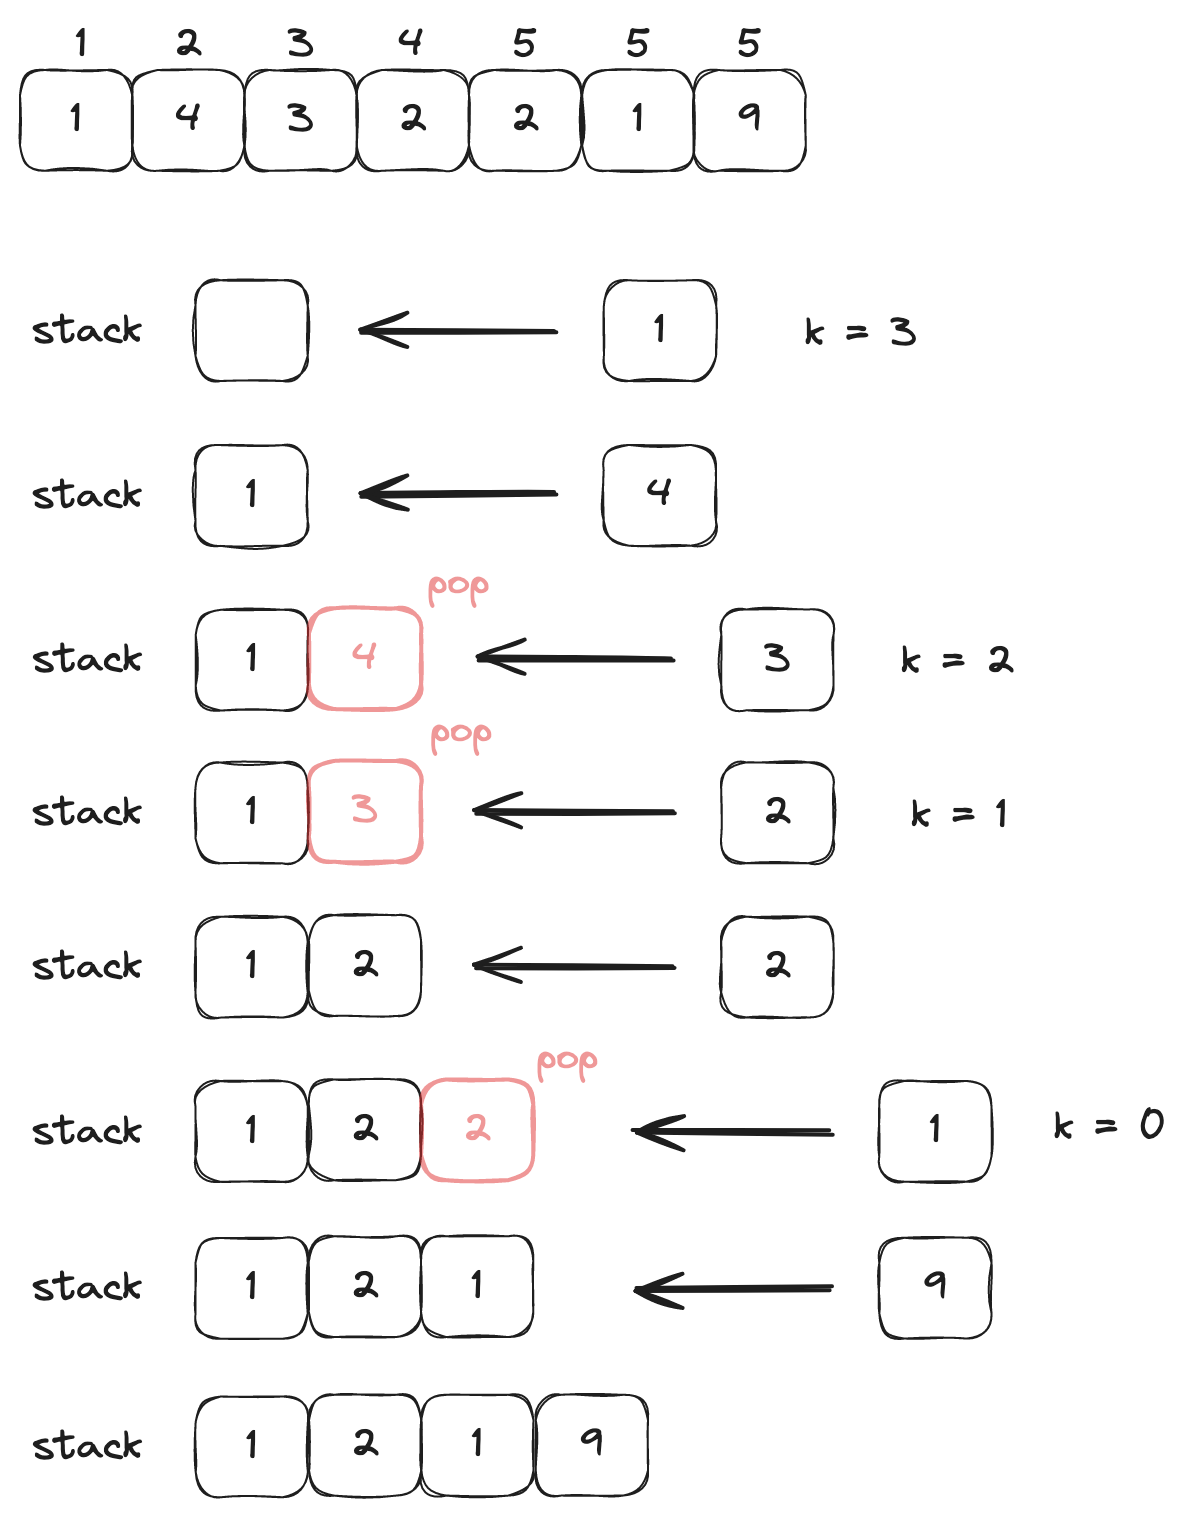 1 2 3 4 5 5 5
1 4 3 2 2 1 9
stack 1 k = 3
stack 1 4
pop
stack 1 4 3 k = 2
pop
stack 1 3 2 k = 1
stack 1 2 2
pop
stack 1 2 2 1 k = 0
stack 1 2 1 9
stack 1 2 1 9